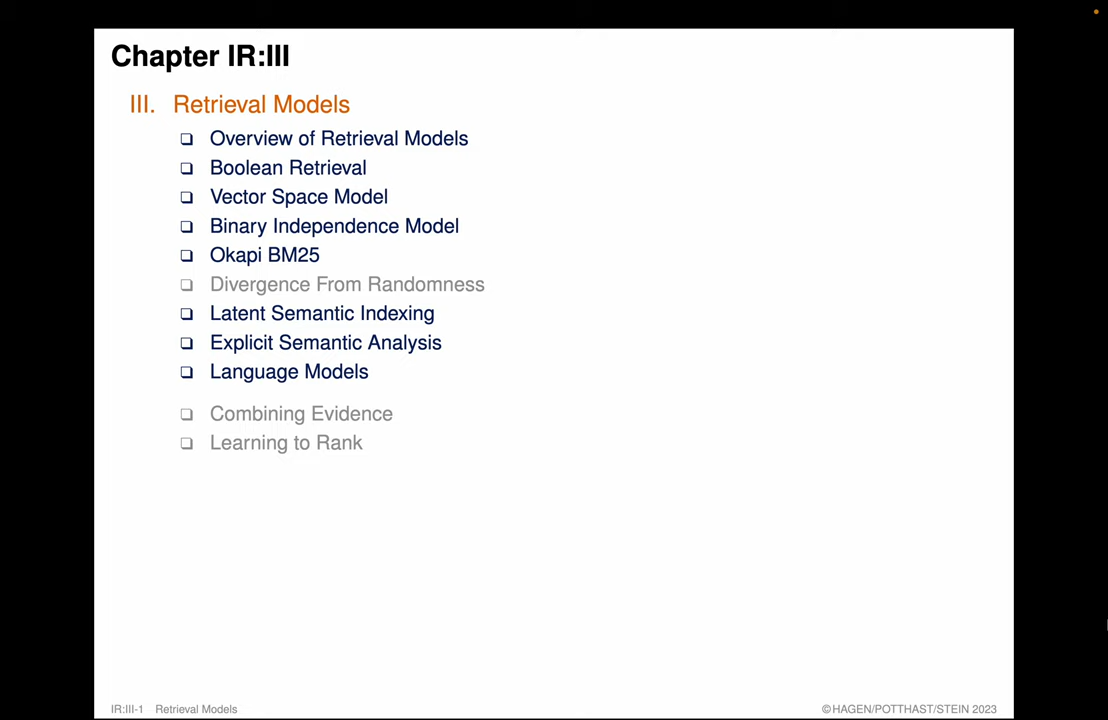 Chapter IR:III
III. Retrieval Models
❑ Overview of Retrieval Models
❑ Boolean Retrieval
❑ Vector Space Model
❑ Binary Independence Model
❑ Okapi BM25
❑ Divergence From Randomness
❑ Latent Semantic Indexing
❑ Explicit Semantic Analysis
❑ Language Models
❑ Combining Evidence
❑ Learning to Rank
IR:III-1 Retrieval Models ©HAGEN/POTTHAST/STEIN 2023